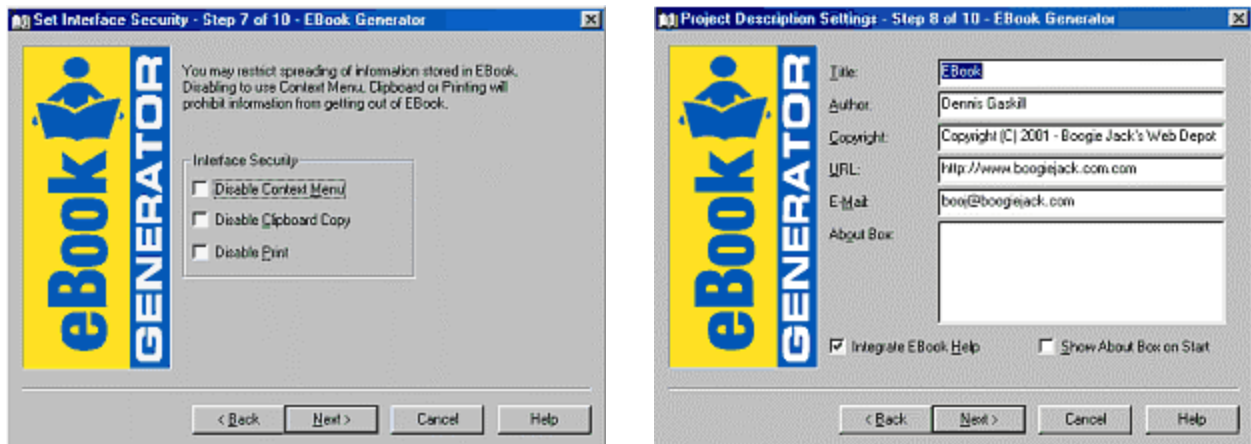 Set Interface Security - Step 7 of 10 - EBook Generator
eBook
GENERATOR
You may restrict spreading of information stored in EBook.
Disabling to use Context Menu, Clipboard or Printing will
prohibit information from getting out of EBook.
Interface Security
Disable Context Menu
Disable Clipboard Copy
Disable Print
< Back
Next >
Cancel
Help
Project Description Settings - Step 8 of 10 - EBook Generator
eBook
GENERATOR
Title: EBook
Author: Dennis Gaskill
Copyright: Copyright (C) 2001 - Boogie Jack's Web Depot
URL: http://www.boogiejack.com.com
E-Mail: booj@boogiejack.com
About Box:
Integrate EBook Help
Show About Box on Start
< Back
Next >
Cancel
Help